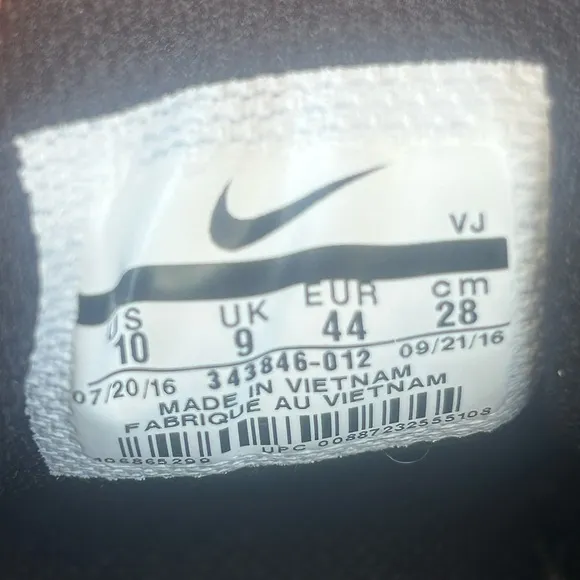 VJ
US UK EUR cm
10 9 44 28
07/20/16 343846-012 09/21/16
MADE IN VIETNAM
FABRIQUE AU VIETNAM
UPC 00887232555108